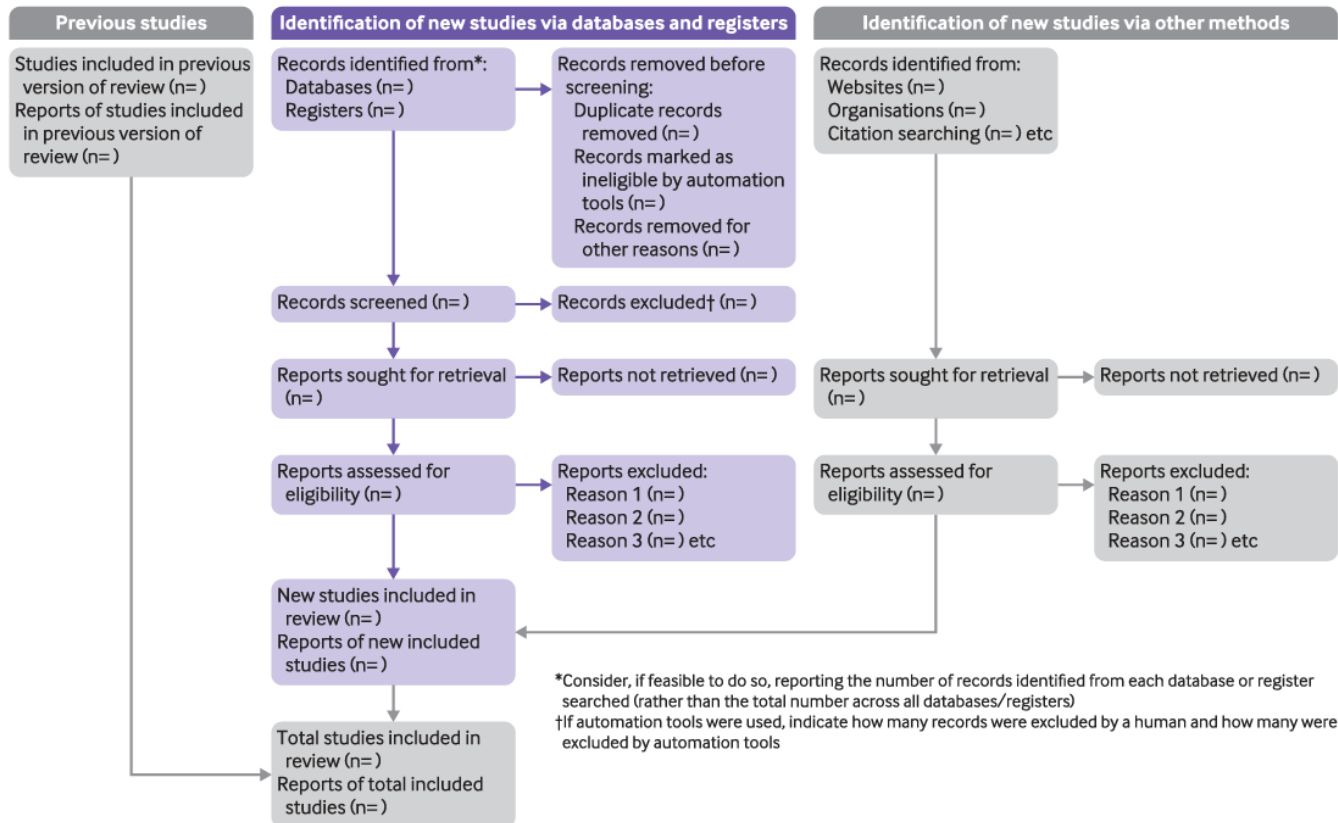 Previous studies
Identification of new studies via databases and registers
Identification of new studies via other methods
Studies included in previous
version of review (n= )
Reports of studies included
in previous version of
review (n= )
Records identified from*:
Databases (n= )
Registers (n= )
Records removed before
screening:
Duplicate records
removed (n= )
Records marked as
ineligible by automation
tools (n= )
Records removed for
other reasons (n= )
Records identified from:
Websites (n= )
Organisations (n= )
Citation searching (n= ) etc
Records screened (n= )
Records excluded† (n= )
Reports sought for retrieval
(n= )
Reports not retrieved (n= )
Reports sought for retrieval
(n= )
Reports not retrieved (n= )
Reports assessed for
eligibility (n= )
Reports excluded:
Reason 1 (n= )
Reason 2 (n= )
Reason 3 (n= ) etc
Reports assessed for
eligibility (n= )
Reports excluded:
Reason 1 (n= )
Reason 2 (n= )
Reason 3 (n= ) etc
New studies included in
review (n= )
Reports of new included
studies (n= )
*Consider, if feasible to do so, reporting the number of records identified from each database or register
searched (rather than the total number across all databases/registers)
†If automation tools were used, indicate how many records were excluded by a human and how many were
excluded by automation tools
Total studies included in
review (n= )
Reports of total included
studies (n= )